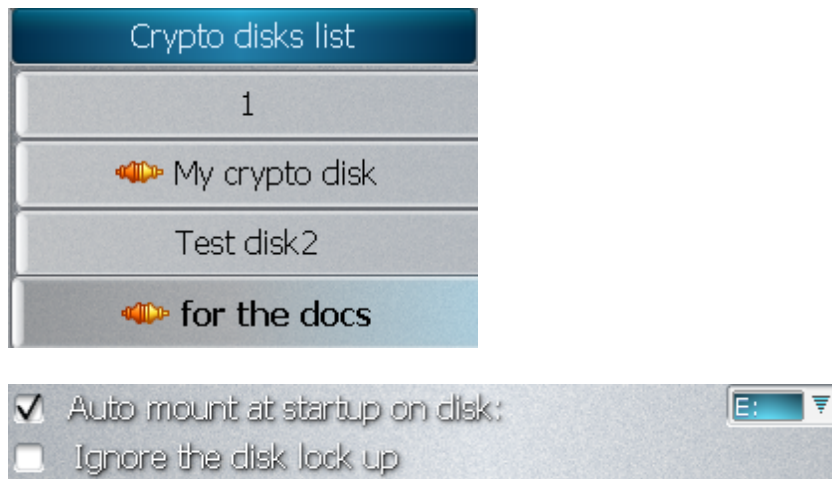 Crypto disks list
1
My crypto disk
Test disk2
for the docs
Auto mount at startup on disk: E:
Ignore the disk lock up